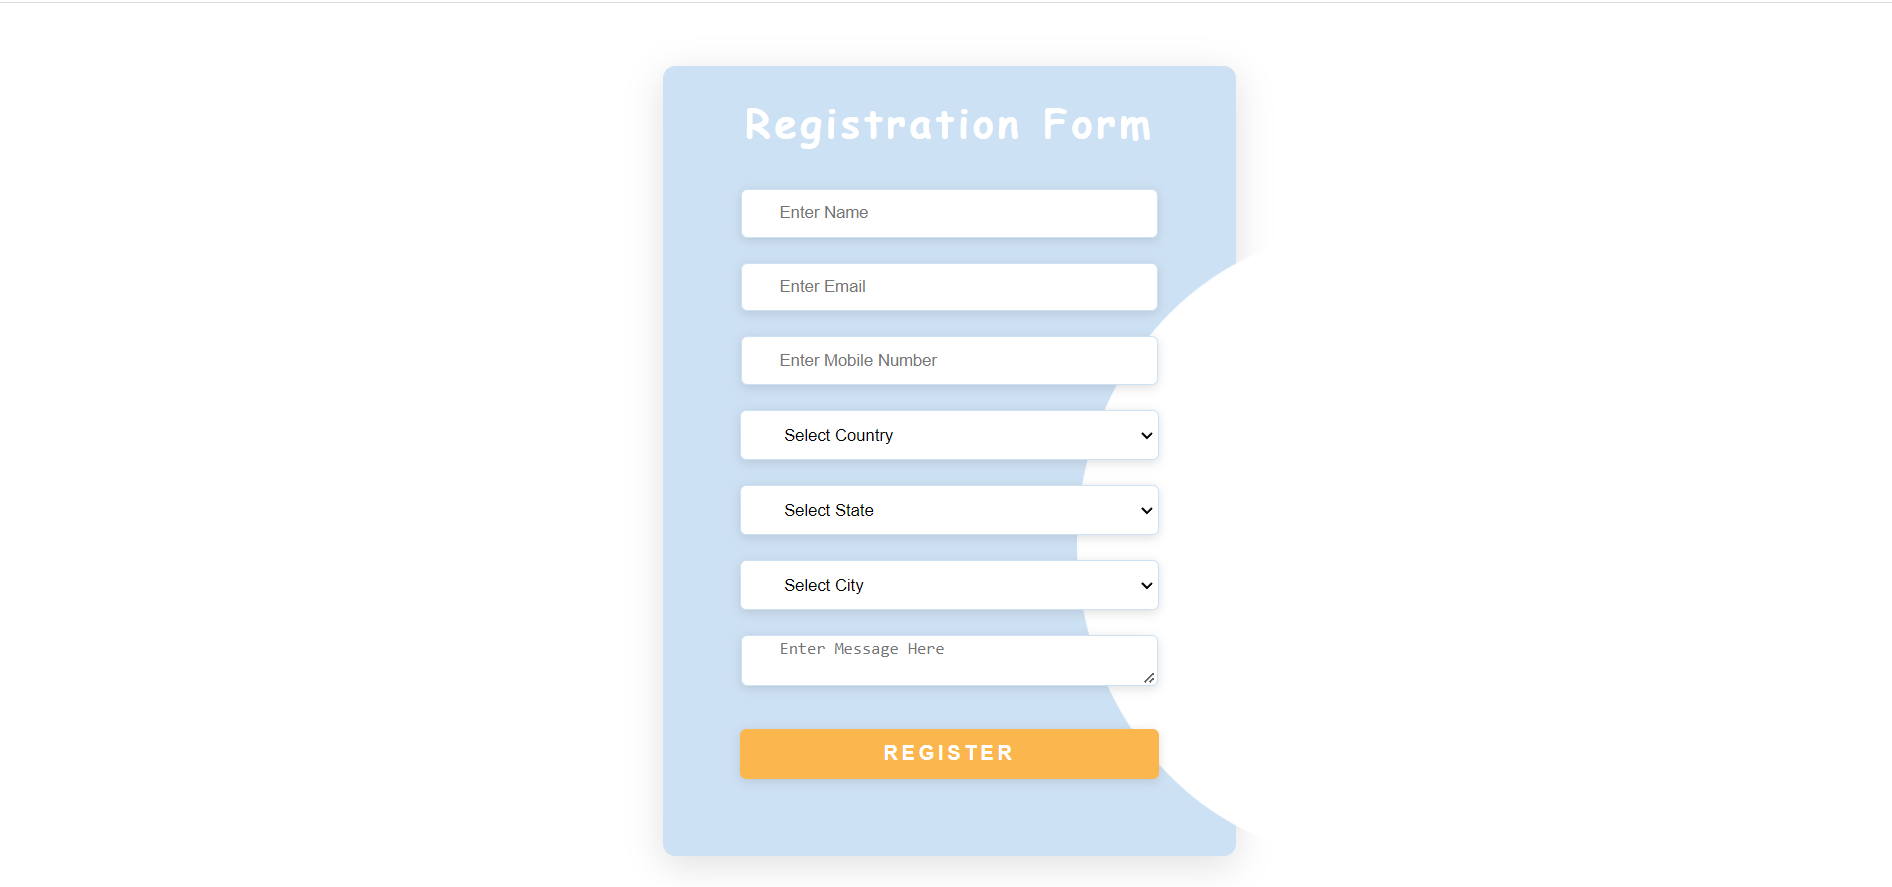 Registration Form
Enter Name
Enter Email
Enter Mobile Number
Select Country
Select State
Select City
Enter Message Here
REGISTER